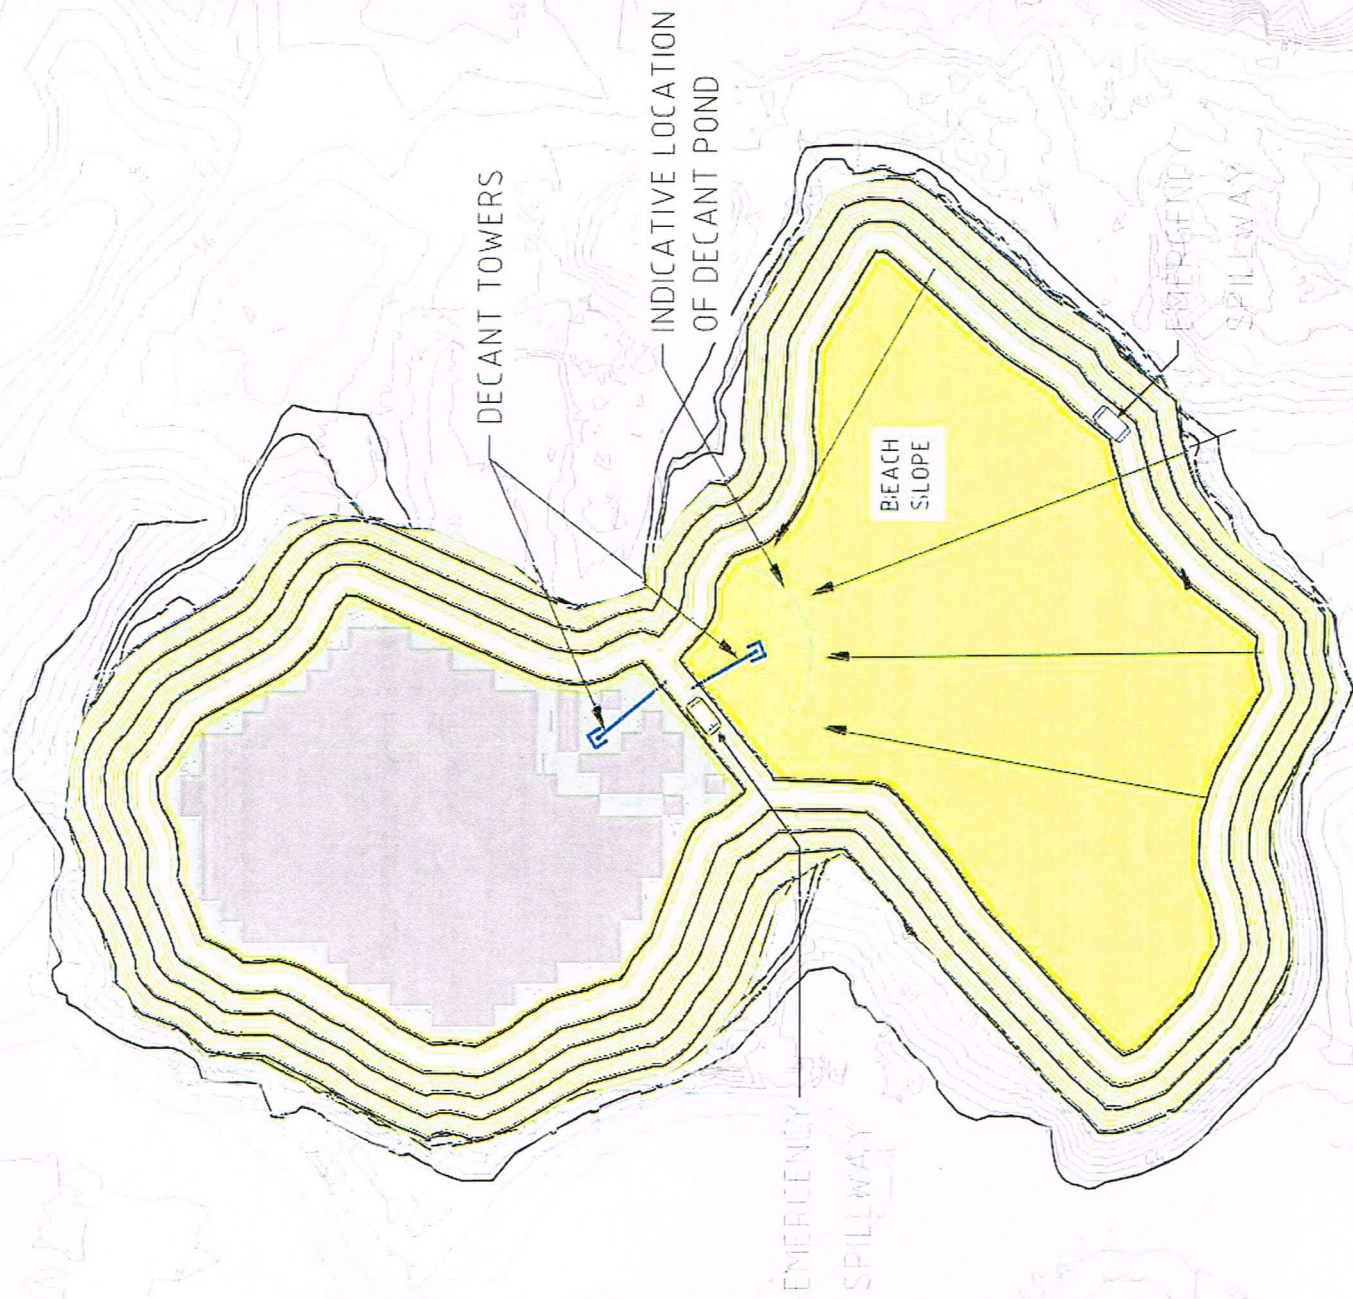 DECANT TOWERS
INDICATIVE LOCATION
OF DECANT POND
BEACH
SLOPE
EMERGENCY
SPILLWAY
EMERGENCY
SPILLWAY